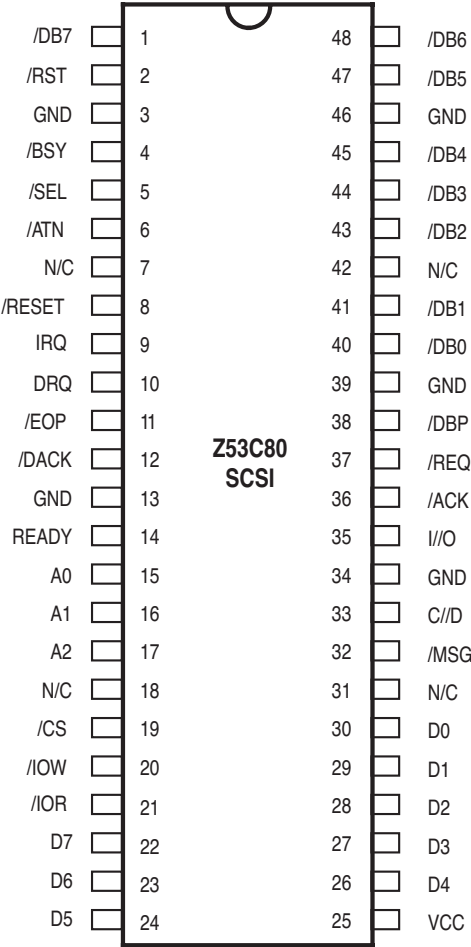 /DB7 1 48 /DB6
/RST 2 47 /DB5
GND 3 46 GND
/BSY 4 45 /DB4
/SEL 5 44 /DB3
/ATN 6 43 /DB2
N/C 7 42 N/C
/RESET 8 41 /DB1
IRQ 9 40 /DB0
DRQ 10 39 GND
/EOP 11 38 /DBP
/DACK 12 Z53C80 37 /REQ
SCSI
GND 13 36 /ACK
READY 14 35 I//O
A0 15 34 GND
A1 16 33 C//D
A2 17 32 /MSG
N/C 18 31 N/C
/CS 19 30 D0
/IOW 20 29 D1
/IOR 21 28 D2
D7 22 27 D3
D6 23 26 D4
D5 24 25 VCC